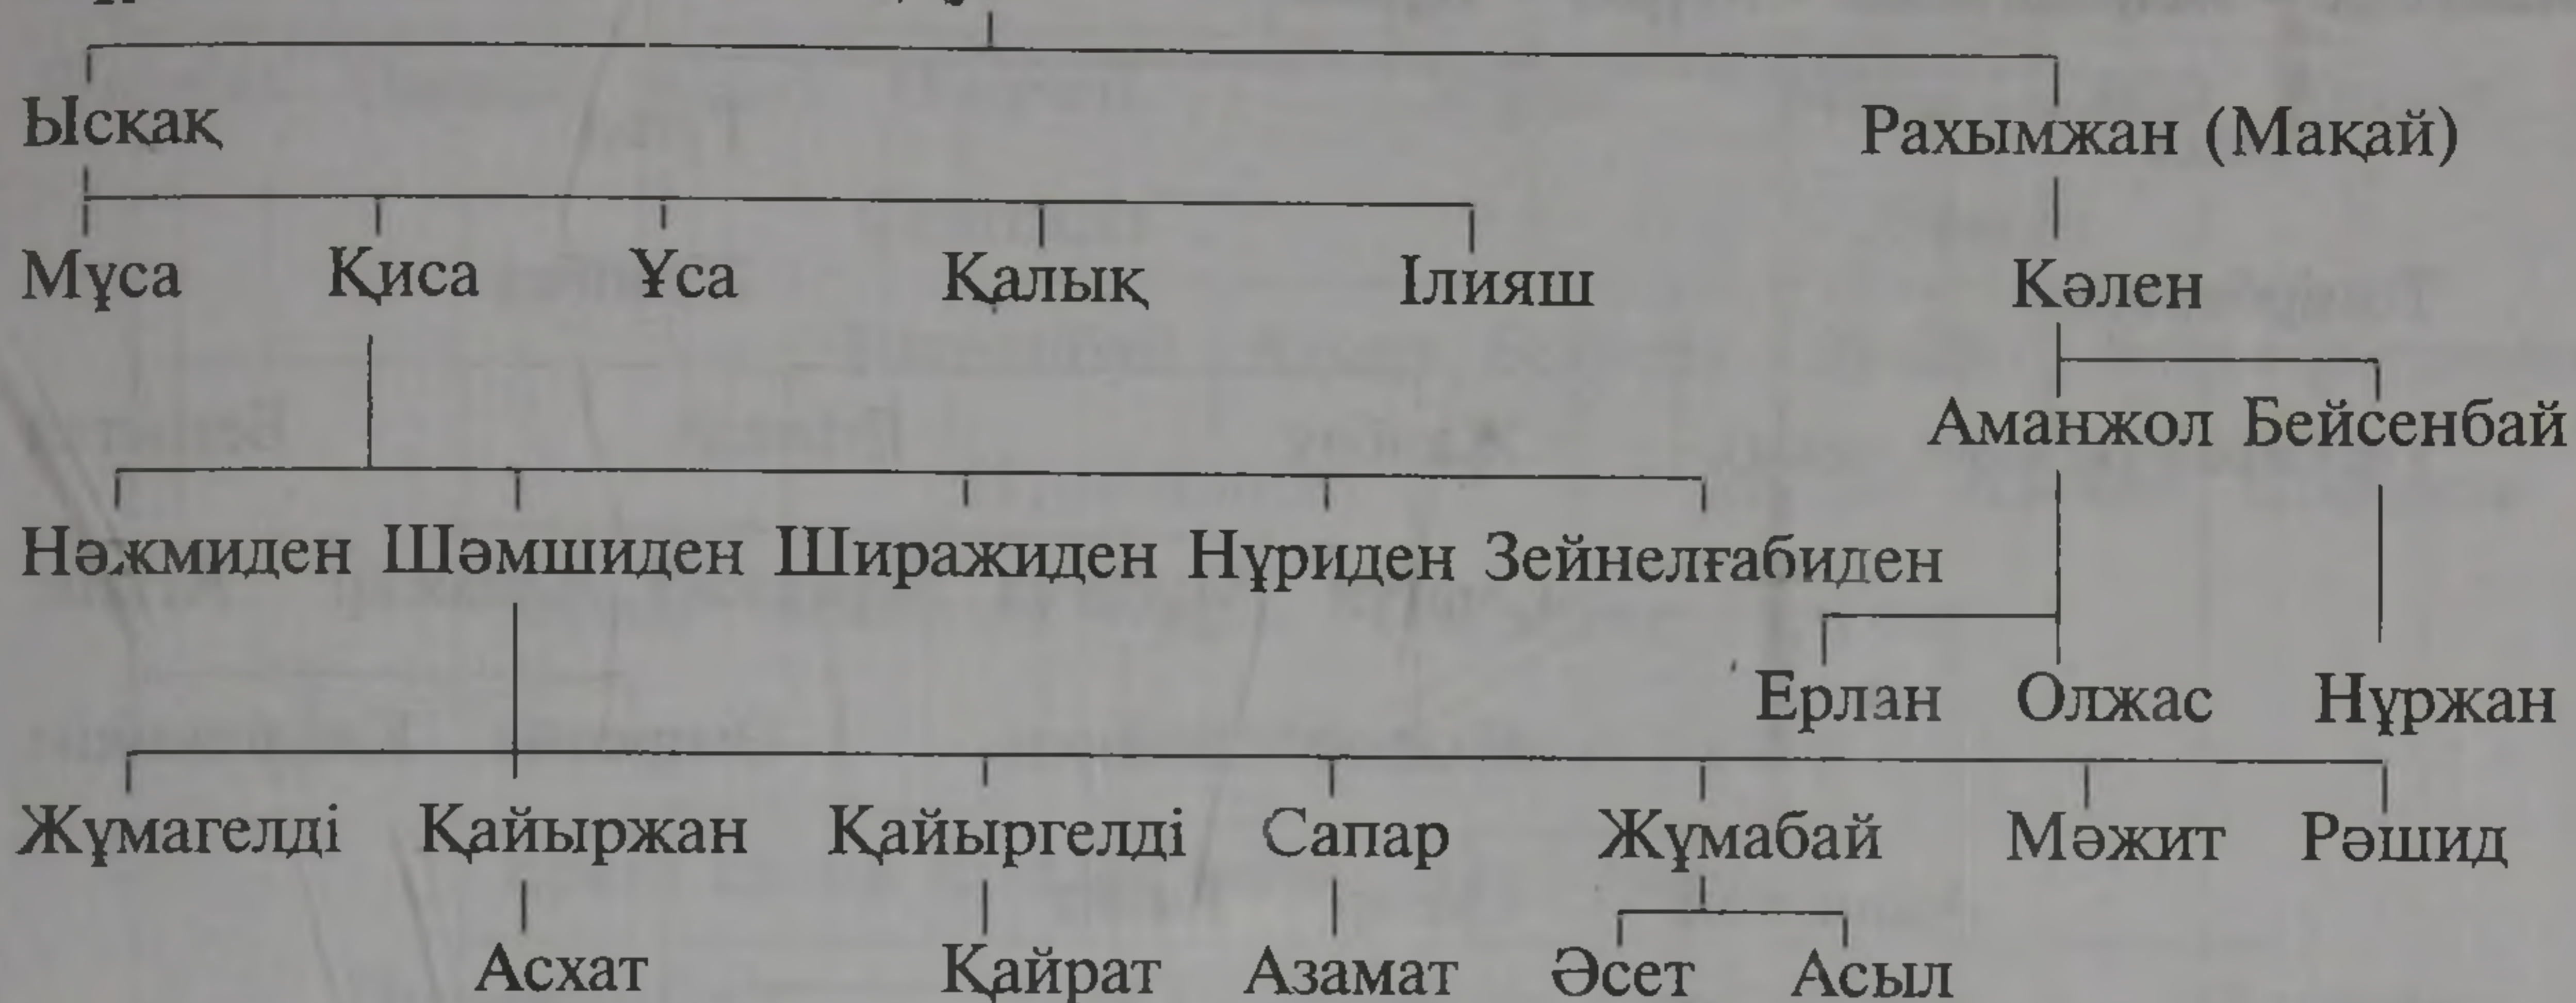 Ысқақ Рахымжан (Мақай)
Мұса Қиса Ұса Қалық Ілияш Кәлен
Аманжол Бейсенбай
Нәжмиден Шәмшиден Ширажиден Нұриден Зейнелғабиден
Ерлан Олжас Нұржан
Жұмагелді Қайыржан Қайыргелді Сапар Жұмабай Мәжит Рәшид
Асхат Қайрат Азамат Әсет Асыл